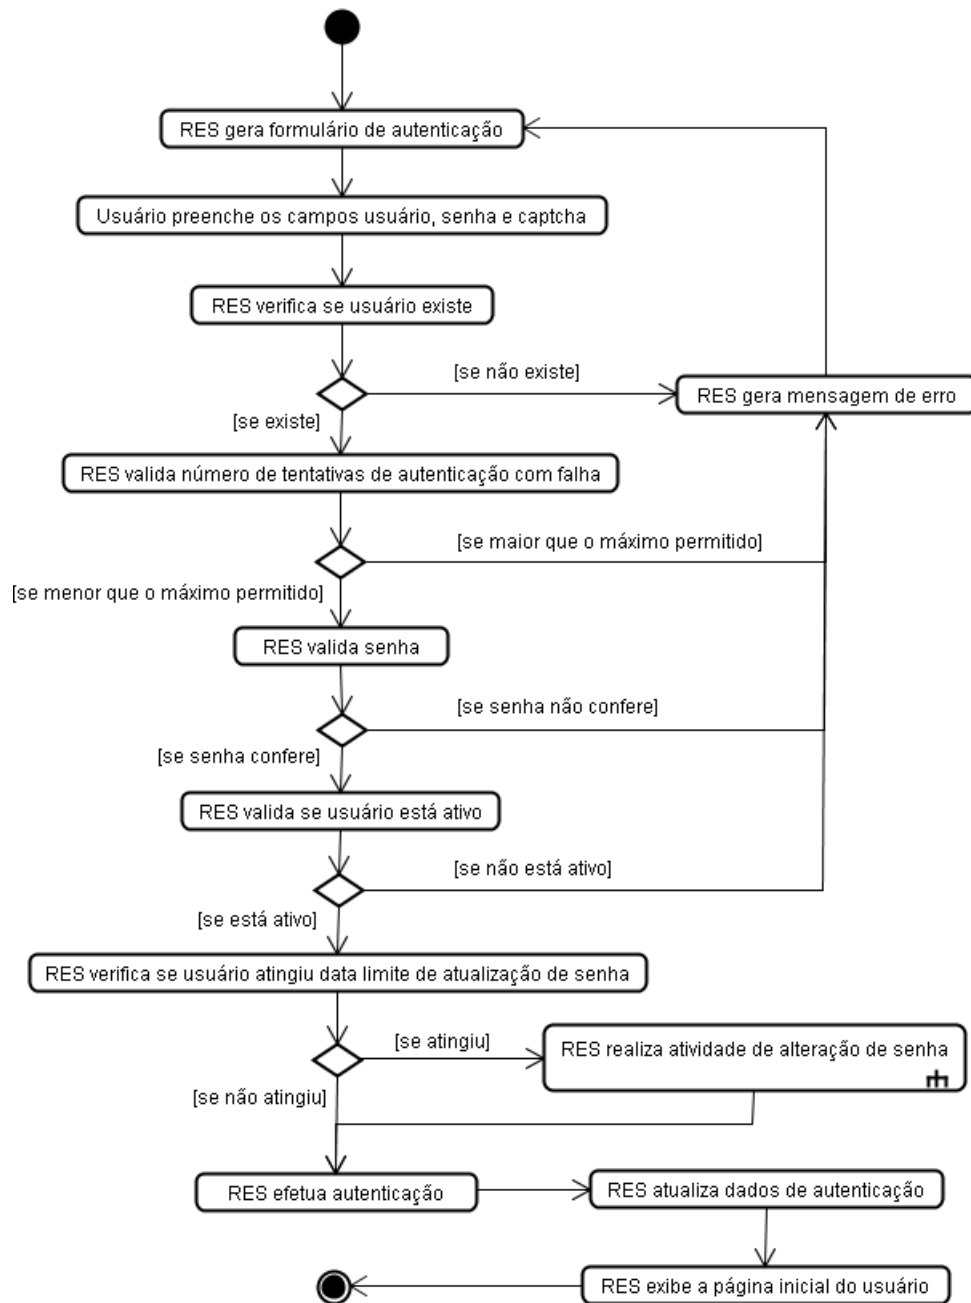 RES gera formulário de autenticação
Usuário preenche os campos usuário, senha e captcha
RES verifica se usuário existe
[se não existe]
RES gera mensagem de erro
[se existe]
RES valida número de tentativas de autenticação com falha
[se maior que o máximo permitido]
[se menor que o máximo permitido]
RES valida senha
[se senha não confere]
[se senha confere]
RES valida se usuário está ativo
[se não está ativo]
[se está ativo]
RES verifica se usuário atingiu data limite de atualização de senha
[se atingiu]
RES realiza atividade de alteração de senha
[se não atingiu]
RES efetua autenticação
RES atualiza dados de autenticação
RES exibe a página inicial do usuário